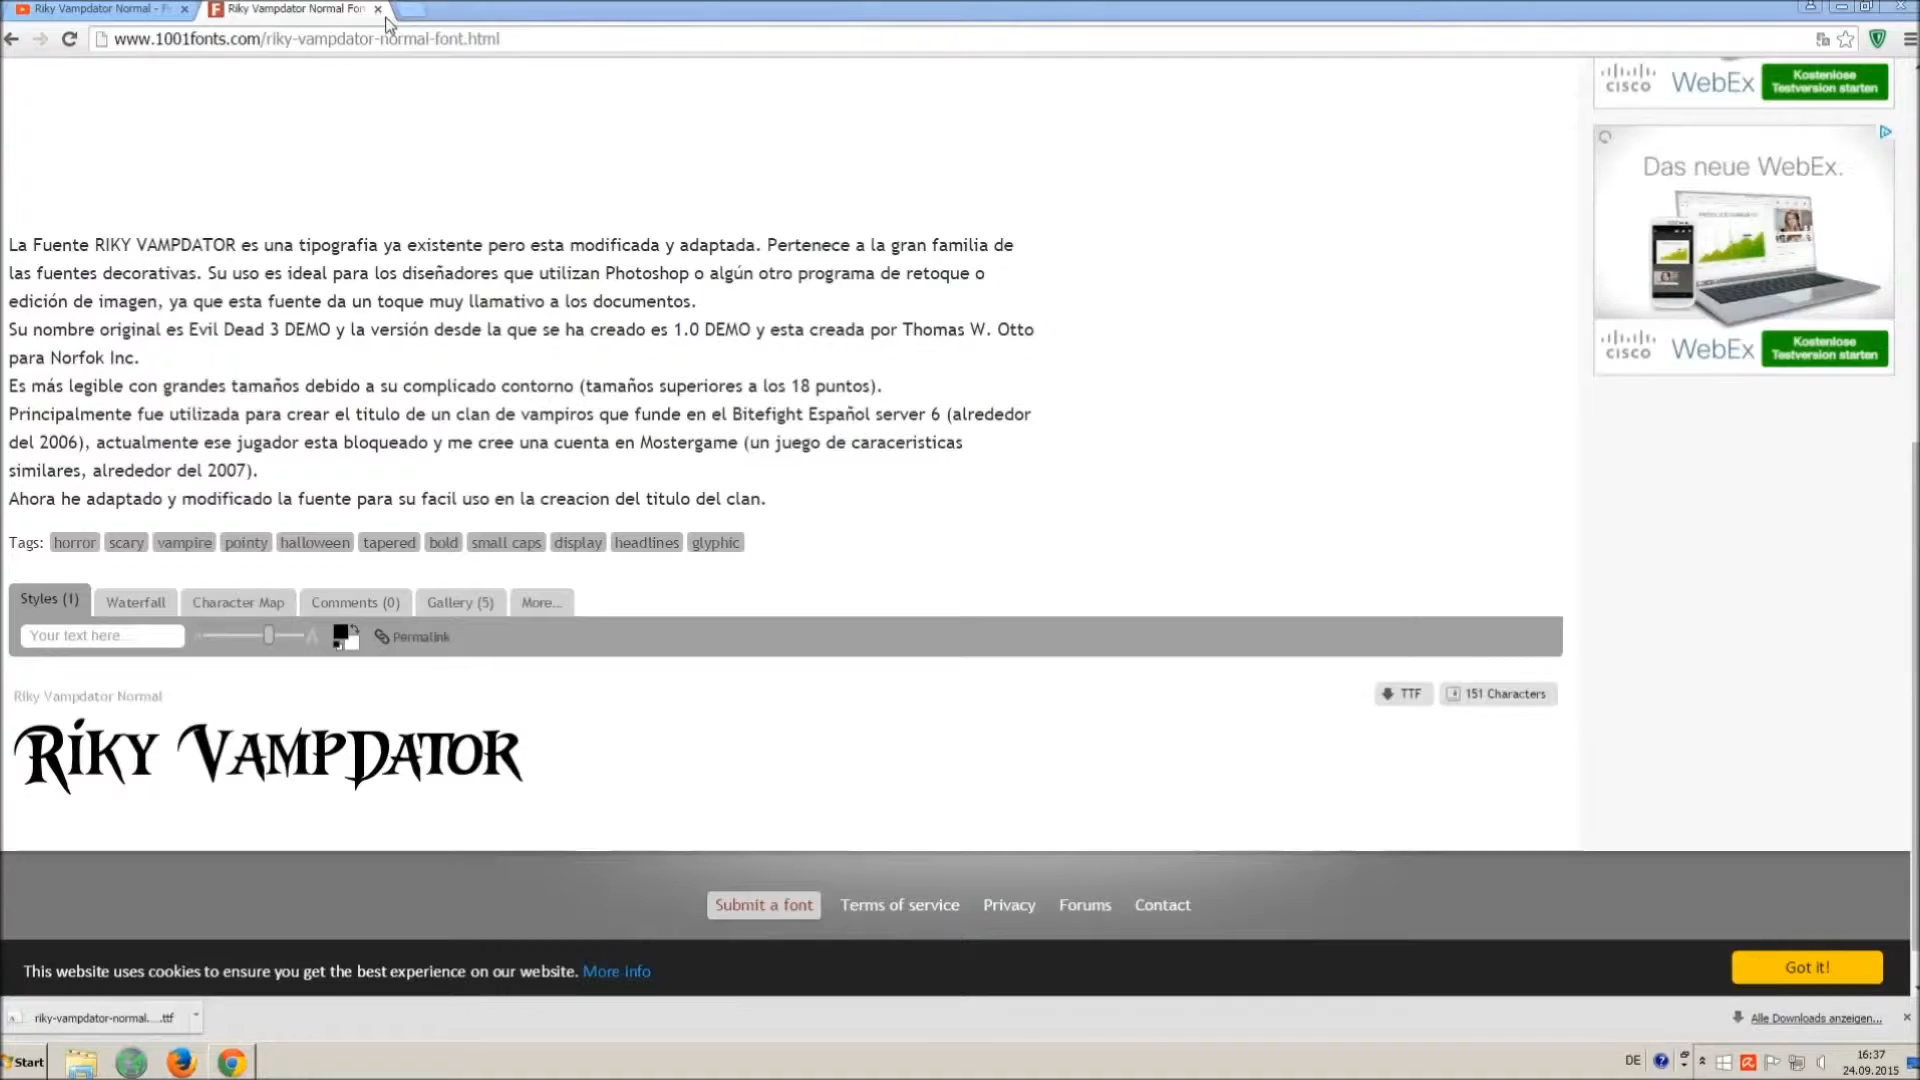 Riky Vampdator Normal -
Riky Vampdator Normal Fon
www.1001fonts.com/riky-vampdator-normal-font.html
CISCO WebEx Kostenlose
Testversion starten
Das neue WebEx.
CISCO WebEx Kostenlose
Testversion starten
La Fuente RIKY VAMPDATOR es una tipografia ya existente pero esta modificada y adaptada. Pertenece a la gran familia de
las fuentes decorativas. Su uso es ideal para los diseñadores que utilizan Photoshop o algún otro programa de retoque o
edición de imagen, ya que esta fuente da un toque muy llamativo a los documentos.
Su nombre original es Evil Dead 3 DEMO y la versión desde la que se ha creado es 1.0 DEMO y esta creada por Thomas W. Otto
para Norfok Inc.
Es más legible con grandes tamaños debido a su complicado contorno (tamaños superiores a los 18 puntos).
Principalmente fue utilizada para crear el titulo de un clan de vampiros que funde en el Bitefight Español server 6 (alrededor
del 2006), actualmente ese jugador esta bloqueado y me cree una cuenta en Mostergame (un juego de caraceristicas
similares, alrededor del 2007).
Ahora he adaptado y modificado la fuente para su facil uso en la creacion del titulo del clan.
Tags: horror scary vampire pointy halloween tapered bold small caps display headlines glyphic
Styles (1) Waterfall Character Map Comments (0) Gallery (5) More...
Your text here... Permalink
Riky Vampdator Normal TTF 151 Characters
Riky VampDator
Submit a font Terms of service Privacy Forums Contact
This website uses cookies to ensure you get the best experience on our website. More info Got it!
riky-vampdator-normal....ttf Alle Downloads anzeigen...
Start DE 16:37
24.09.2015